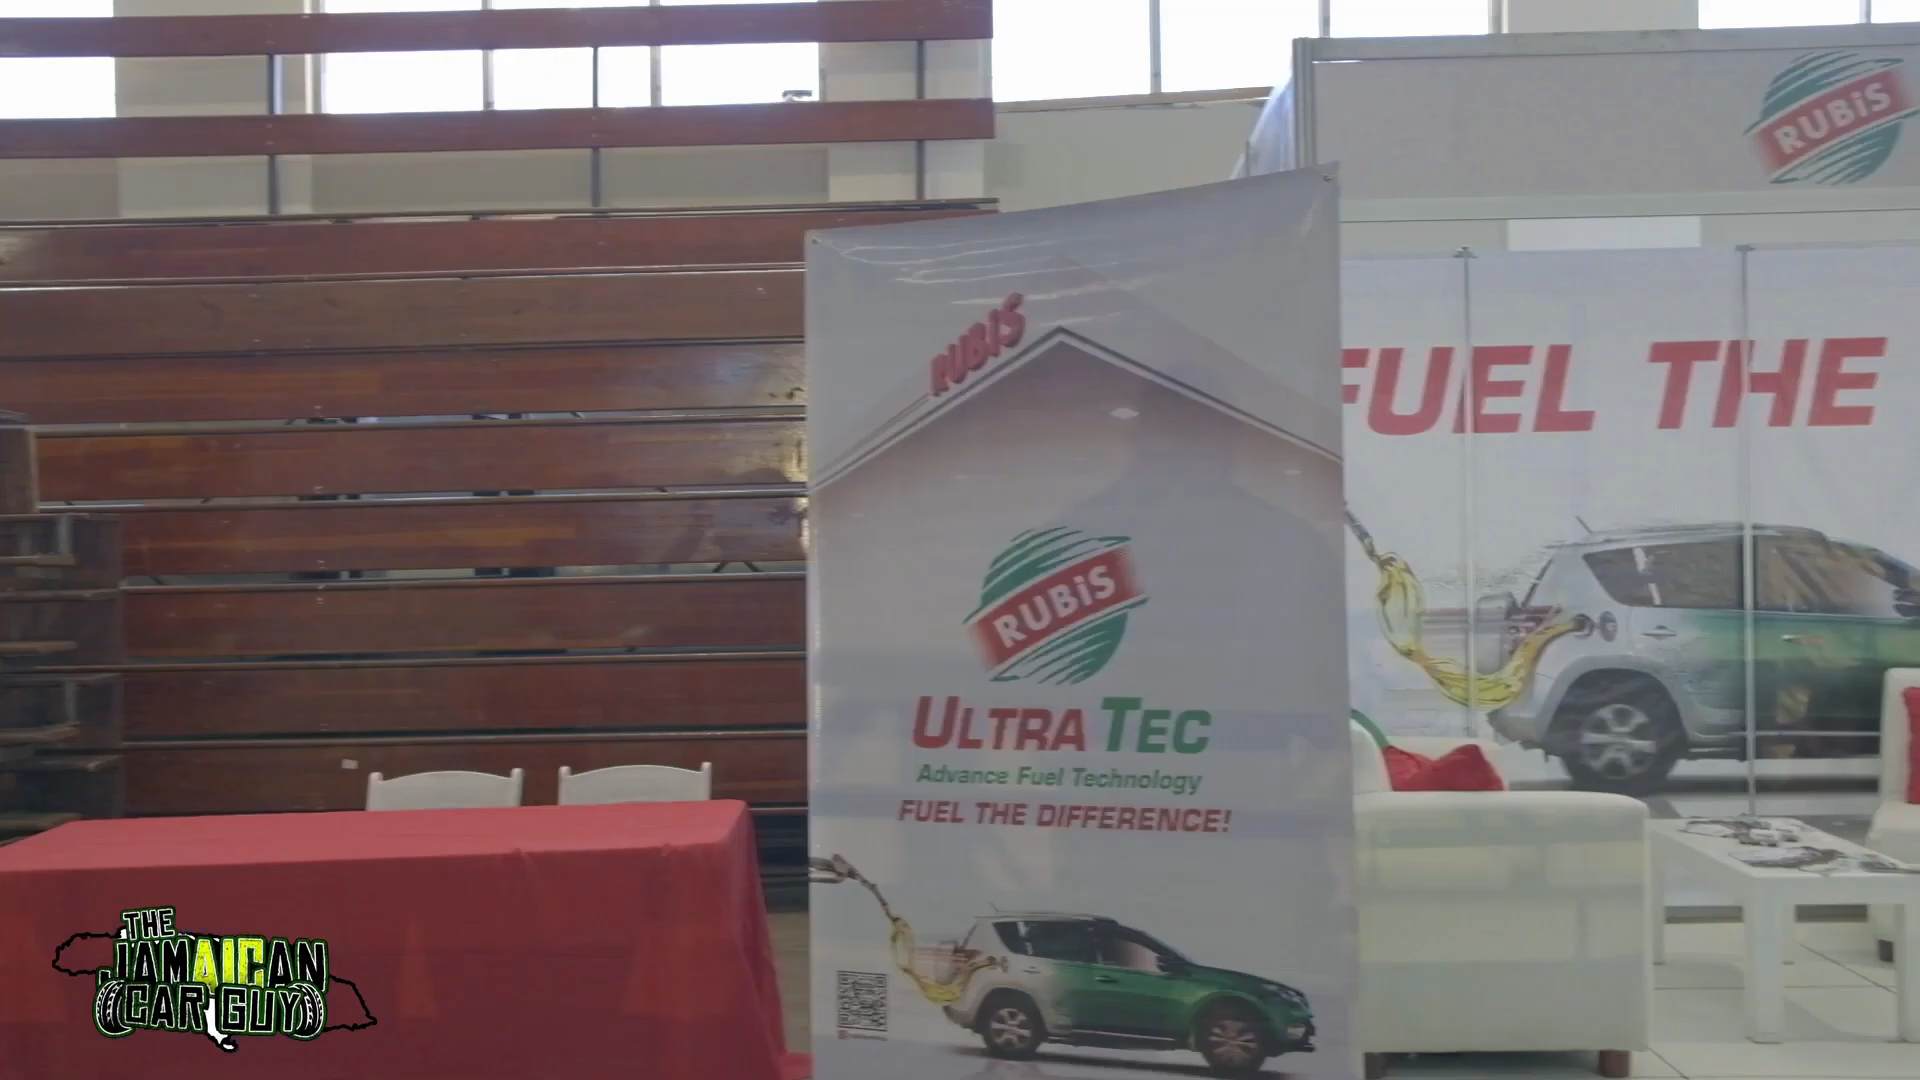 RUBiS
RUBiS
FUEL THE
RUBiS
ULTRA TEC
Advance Fuel Technology
FUEL THE DIFFERENCE!
THE
JAMAICAN
CAR GUY